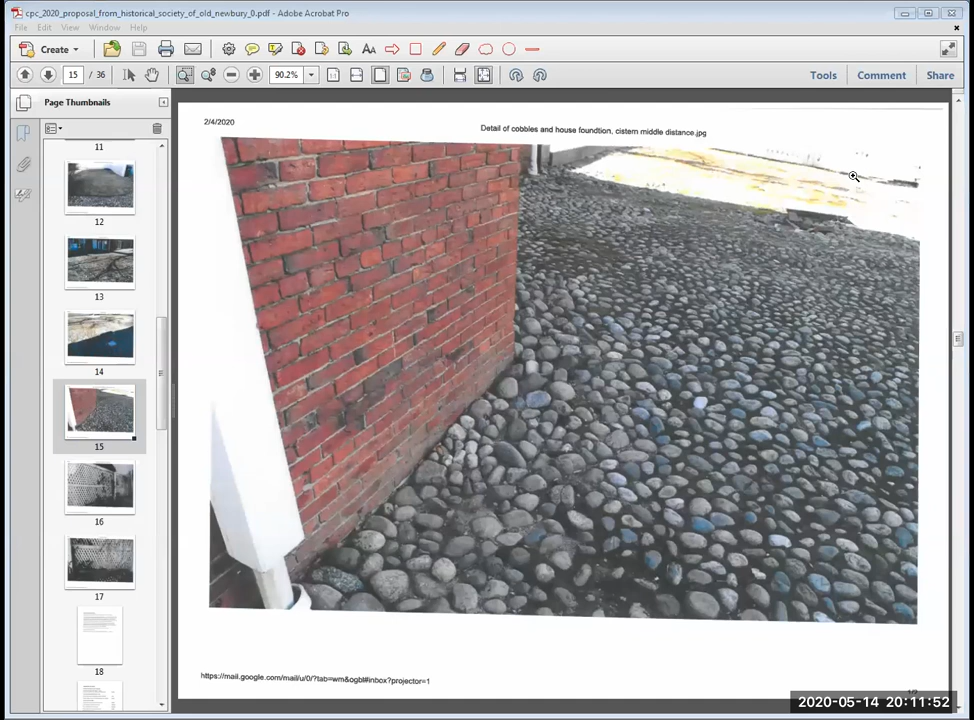 cpc_2020_proposal_from_historical_society_of_old_newbury_0.pdf - Adobe Acrobat Pro
File Edit View Window Help
Create
15 / 36 90.2% Tools Comment Share
Page Thumbnails
11
12
13
14
15
16
17
18
2/4/2020
Detail of cobbles and house foundtion, cistern middle distance.jpg
https://mail.google.com/mail/u/0/?tab=wm&ogbl#inbox?projector=1
2020-05-14 20:11:52